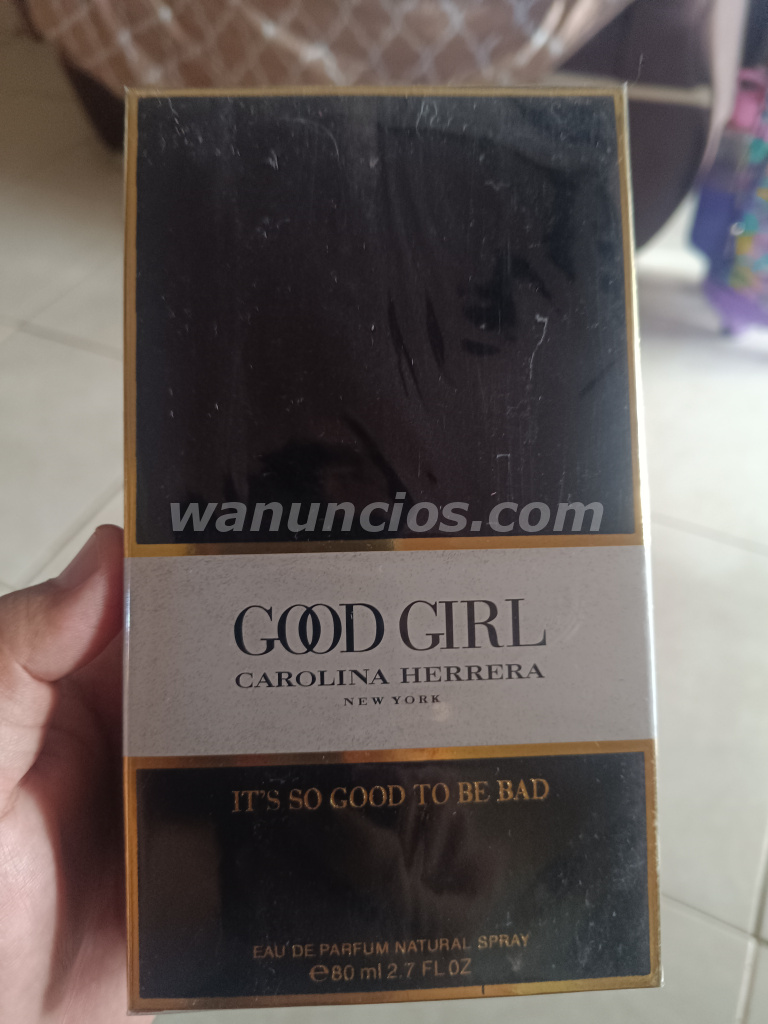 wanuncios.com
GOOD GIRL
CAROLINA HERRERA
NEW YORK
IT'S SO GOOD TO BE BAD
EAU DE PARFUM NATURAL SPRAY
℮80 ml 2.7 FL OZ